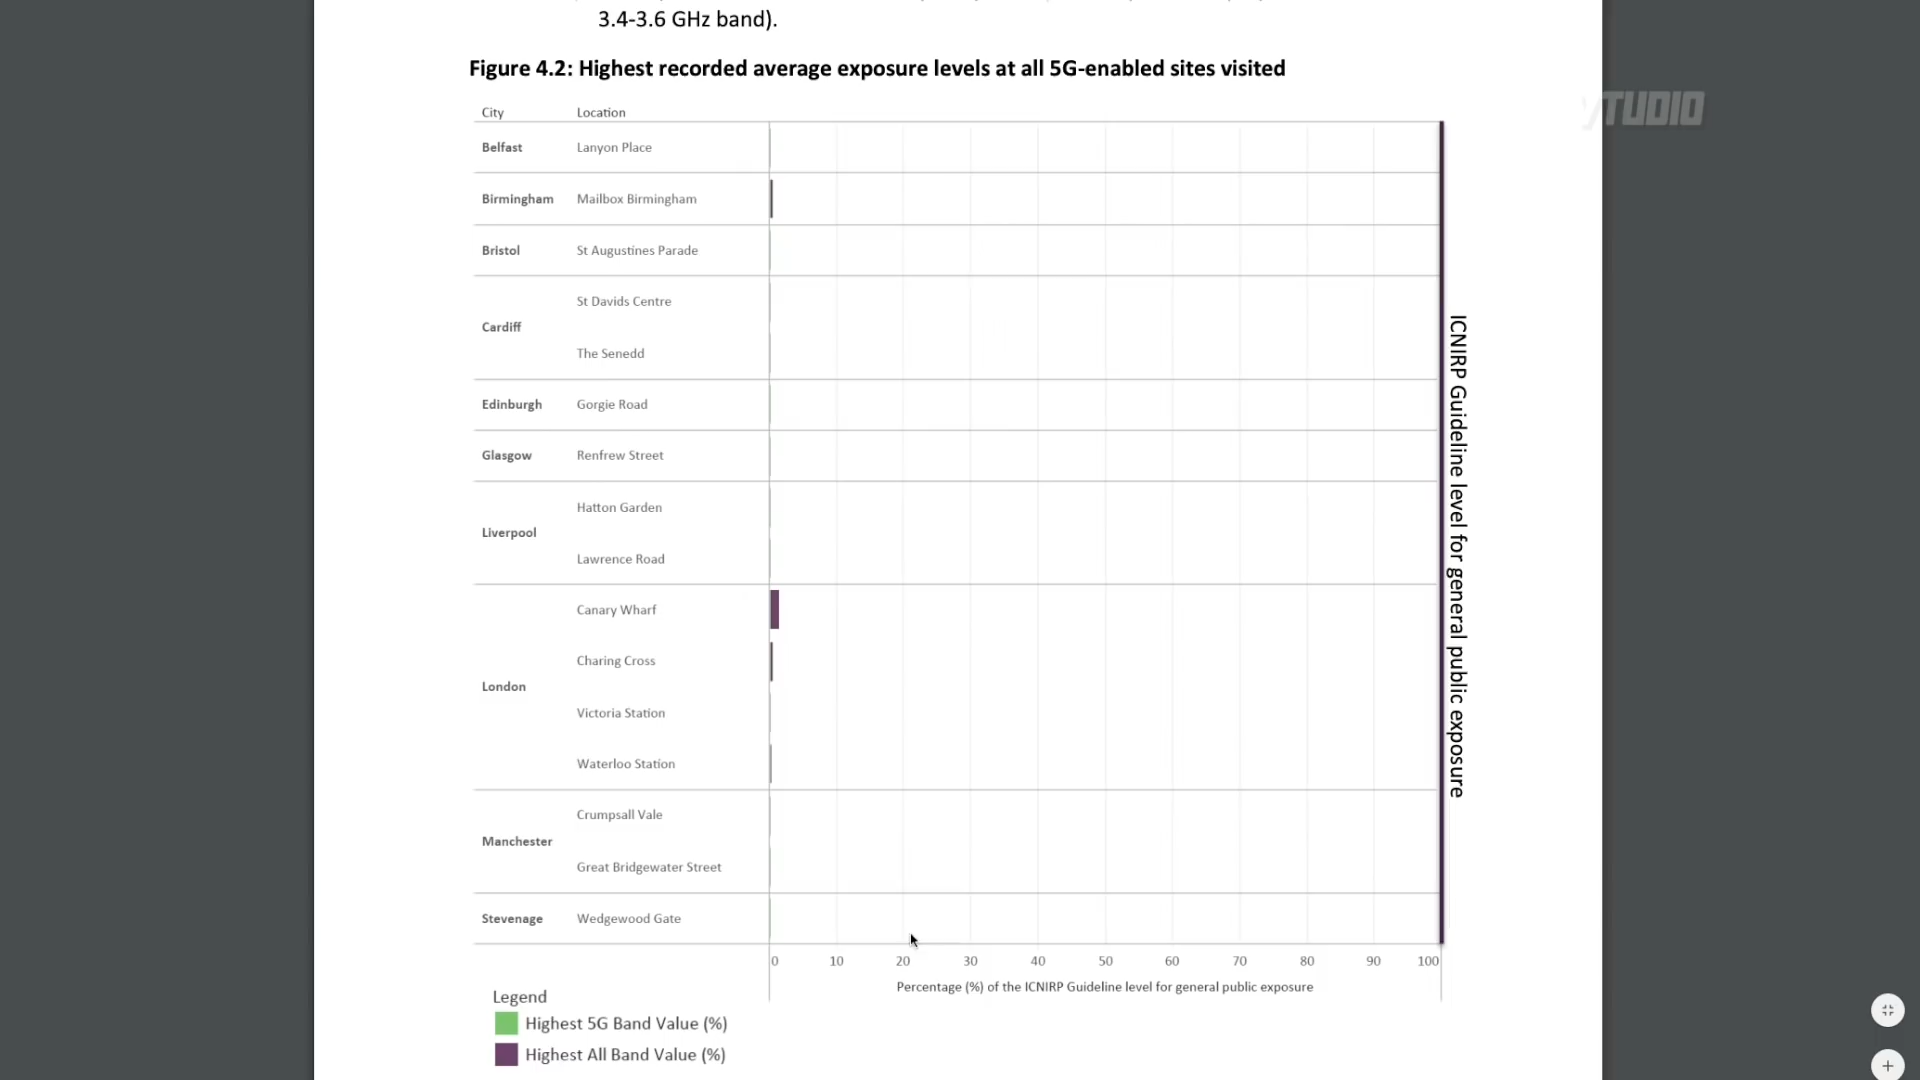 3.4-3.6 GHz band).
Figure 4.2: Highest recorded average exposure levels at all 5G-enabled sites visited
TUDIO
City Location
Belfast Lanyon Place
Birmingham Mailbox Birmingham
Bristol St Augustines Parade
Cardiff
St Davids Centre
The Senedd
Edinburgh Gorgie Road
Glasgow Renfrew Street
Liverpool
Hatton Garden
Lawrence Road
London
Canary Wharf
Charing Cross
Victoria Station
Waterloo Station
Manchester
Crumpsall Vale
Great Bridgewater Street
Stevenage Wedgewood Gate
ICNIRP Guideline level for general public exposure
0 10 20 30 40 50 60 70 80 90 100
Percentage (%) of the ICNIRP Guideline level for general public exposure
Legend
Highest 5G Band Value (%)
Highest All Band Value (%)